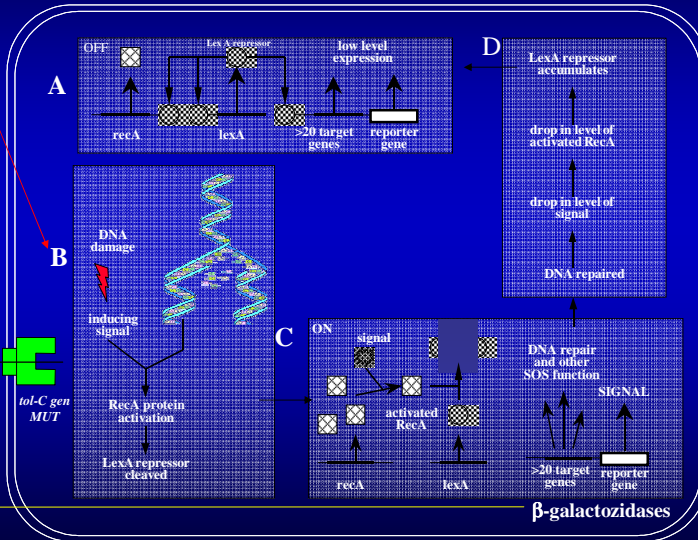 A
OFF
Lex A repressor
low level
expression
recA
lexA
>20 target
genes
reporter
gene
B
DNA
damage
inducing
signal
RecA protein
activation
LexA repressor
cleaved
tol-C gen
MUT
C
ON
signal
activated
RecA
recA
lexA
DNA repair
and other
SOS function
SIGNAL
>20 target
genes
reporter
gene
D
LexA repressor
accumulates
drop in level of
activated RecA
drop in level of
signal
DNA repaired
β-galactozidases